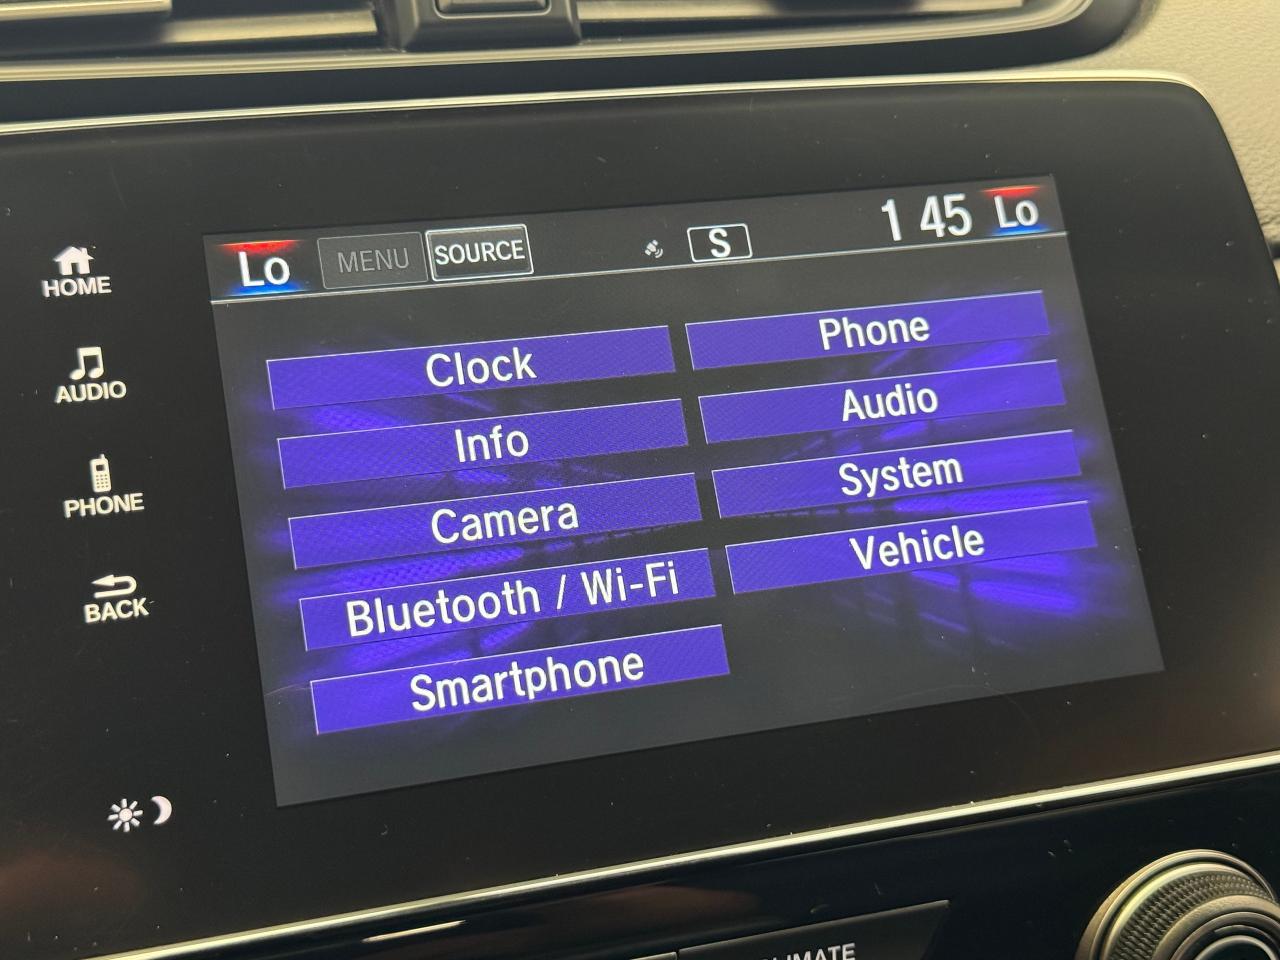 Lo MENU SOURCE S 1 45 Lo
HOME
AUDIO
PHONE
BACK
Clock
Phone
Info
Audio
Camera
System
Bluetooth / Wi-Fi
Vehicle
Smartphone